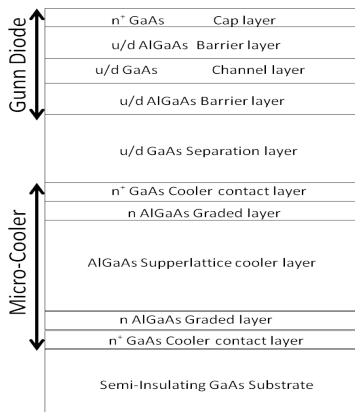 n+ GaAs Cap layer
u/d AlGaAs Barrier layer
u/d GaAs Channel layer
u/d AlGaAs Barrier layer
u/d GaAs Separation layer
n+ GaAs Cooler contact layer
n AlGaAs Graded layer
AlGaAs Supperlattice cooler layer
n AlGaAs Graded layer
n+ GaAs Cooler contact layer
Semi-Insulating GaAs Substrate
Gunn Diode
Micro-Cooler